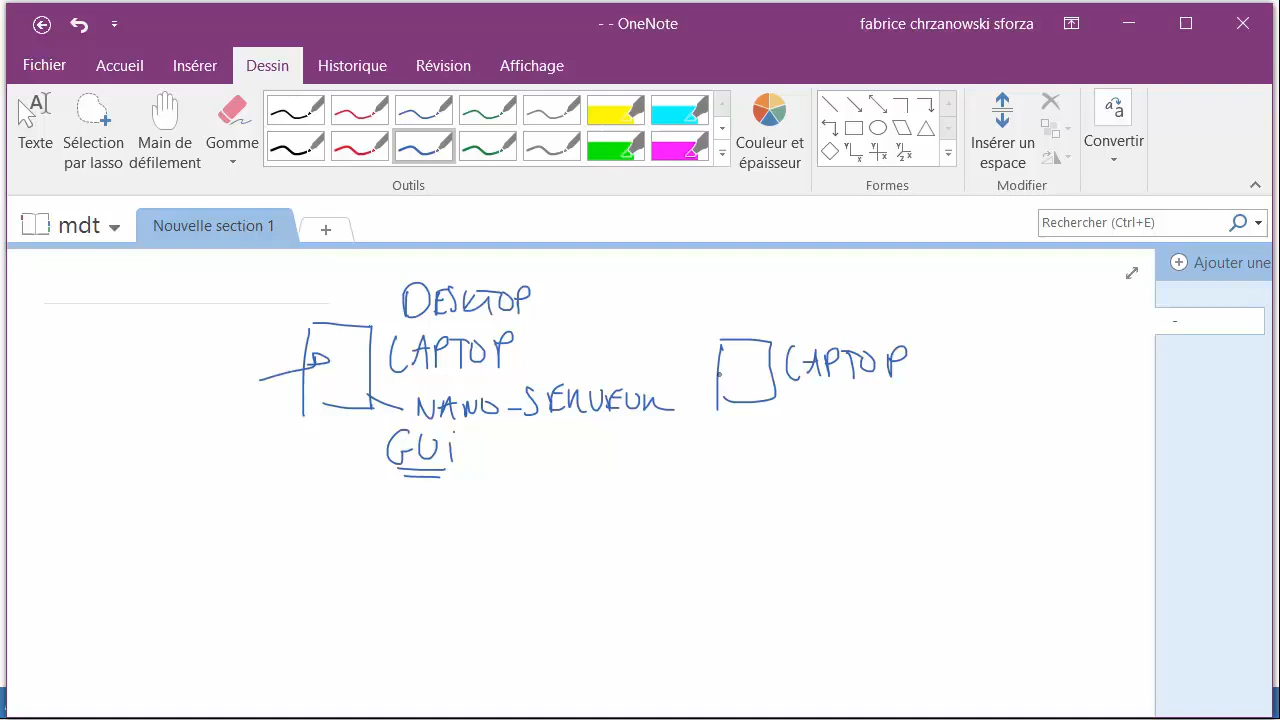 - - OneNote
fabrice chrzanowski sforza
Fichier Accueil Insérer Dessin Historique Révision Affichage
Texte
Sélection par lasso
Main de défilement
Gomme
Couleur et épaisseur
Insérer un espace
Convertir
Outils
Formes
Modifier
mdt
Nouvelle section 1
Rechercher (Ctrl+E)
Ajouter une
-
DESKTOP
LAPTOP
NANO-SERVEUR
GUi
LAPTOP